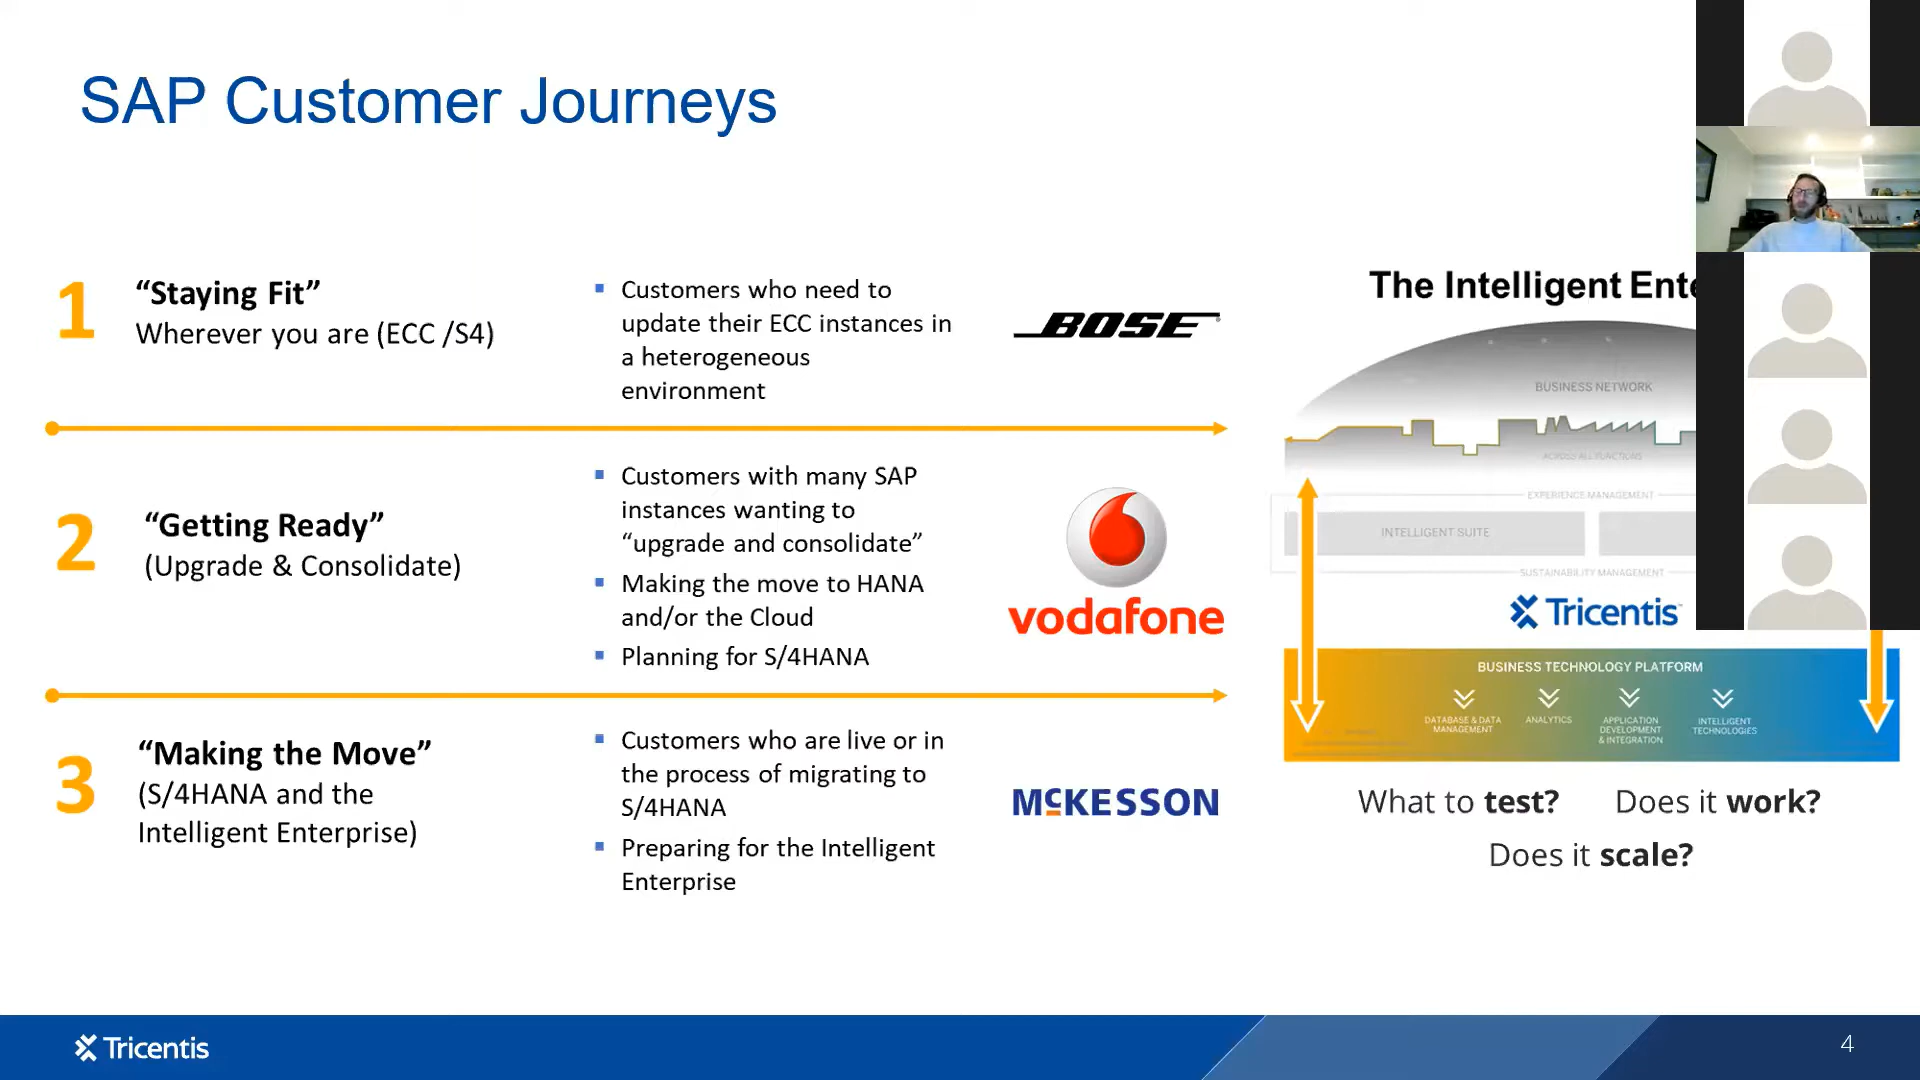 SAP Customer Journeys
1
“Staying Fit”
Wherever you are (ECC /S4)
▪ Customers who need to
update their ECC instances in
a heterogeneous
environment
BOSE
2
“Getting Ready”
(Upgrade & Consolidate)
▪ Customers with many SAP
instances wanting to
“upgrade and consolidate”
▪ Making the move to HANA
and/or the Cloud
▪ Planning for S/4HANA
vodafone
3
“Making the Move”
(S/4HANA and the
Intelligent Enterprise)
▪ Customers who are live or in
the process of migrating to
S/4HANA
▪ Preparing for the Intelligent
Enterprise
McKESSON
The Intelligent Ente
BUSINESS NETWORK
ACROSS ALL FUNCTIONS
EXPERIENCE MANAGEMENT
INTELLIGENT SUITE
SUSTAINABILITY MANAGEMENT
Tricentis
BUSINESS TECHNOLOGY PLATFORM
DATABASE & DATA
MANAGEMENT
ANALYTICS
APPLICATION
DEVELOPMENT
& INTEGRATION
INTELLIGENT
TECHNOLOGIES
What to test? Does it work?
Does it scale?
Tricentis
4